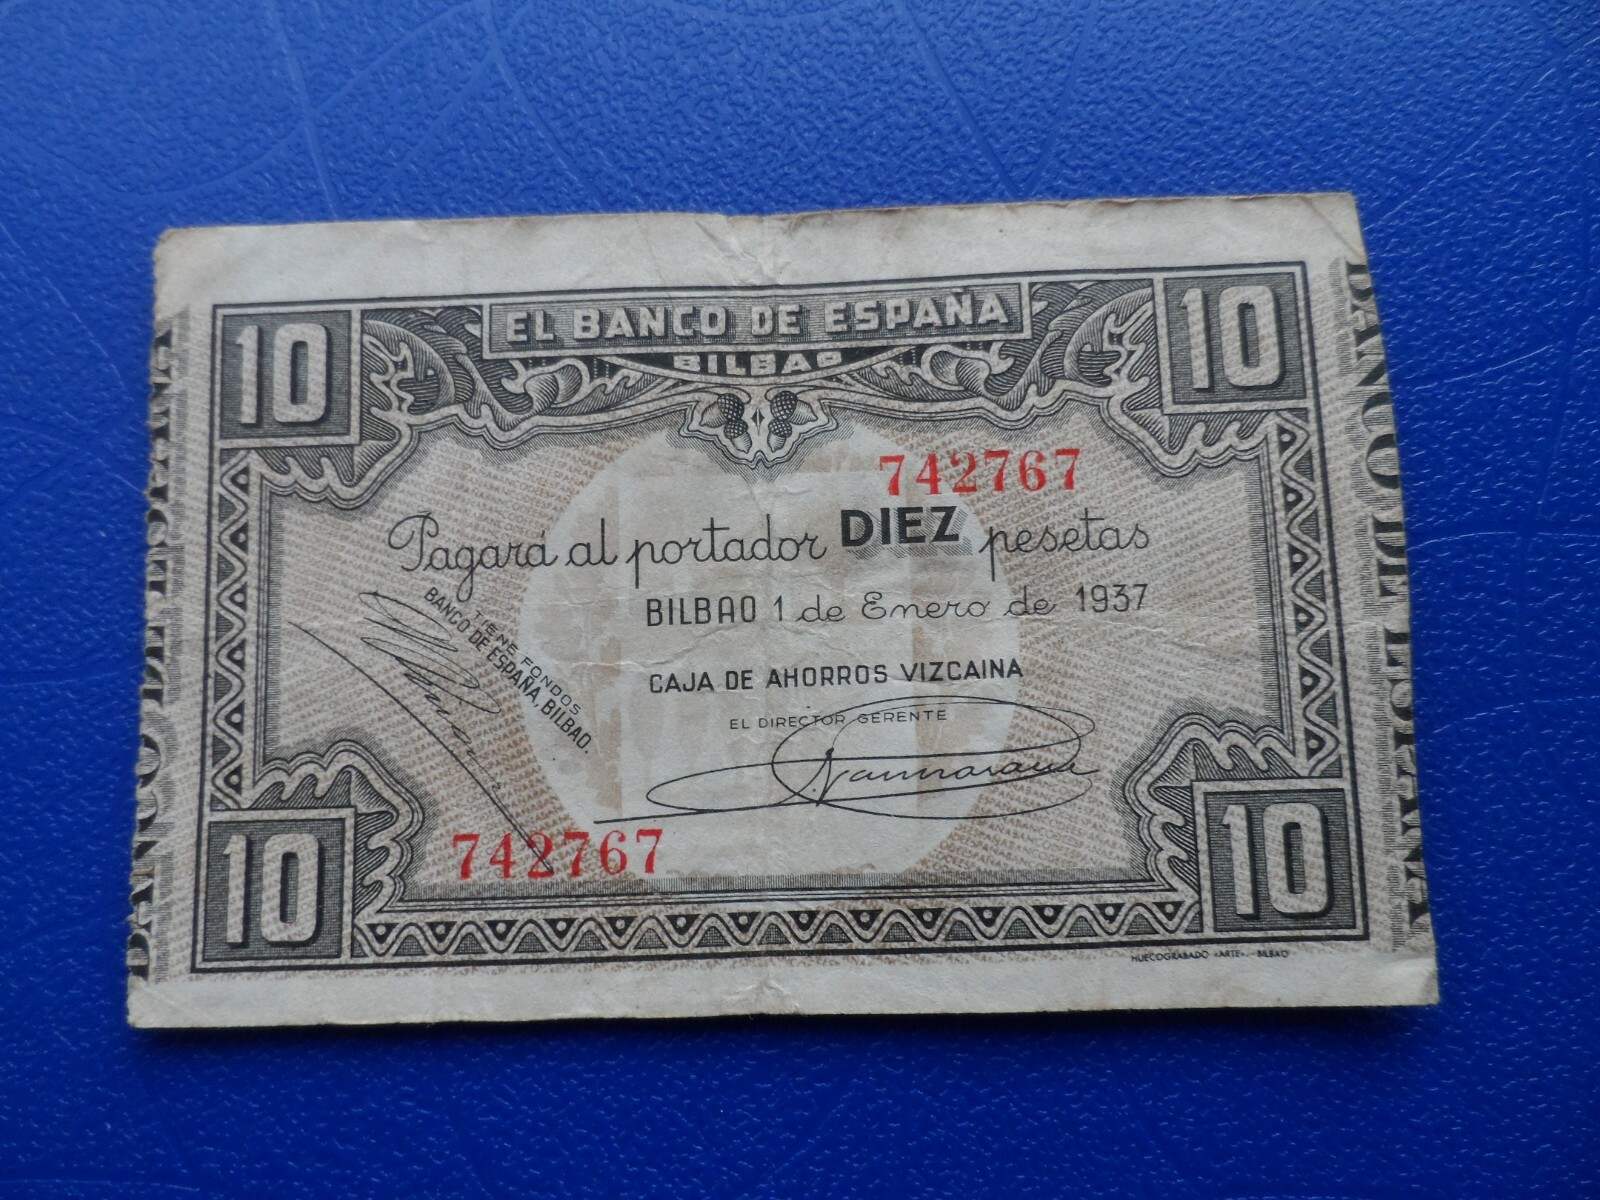 EL BANCO DE ESPAÑA
BILBAO
10
10
742767
Pagará al portador DIEZ pesetas
BILBAO 1 de Enero de 1937
TIENE FONDOS
BANCO DE ESPAÑA, BILBAO.
CAJA DE AHORROS VIZCAINA
EL DIRECTOR GERENTE
742767
10
10
HUECOGRABADO «ARTE». BILBAO
BANCO DE ESPAÑA
BANCO DE ESPAÑA